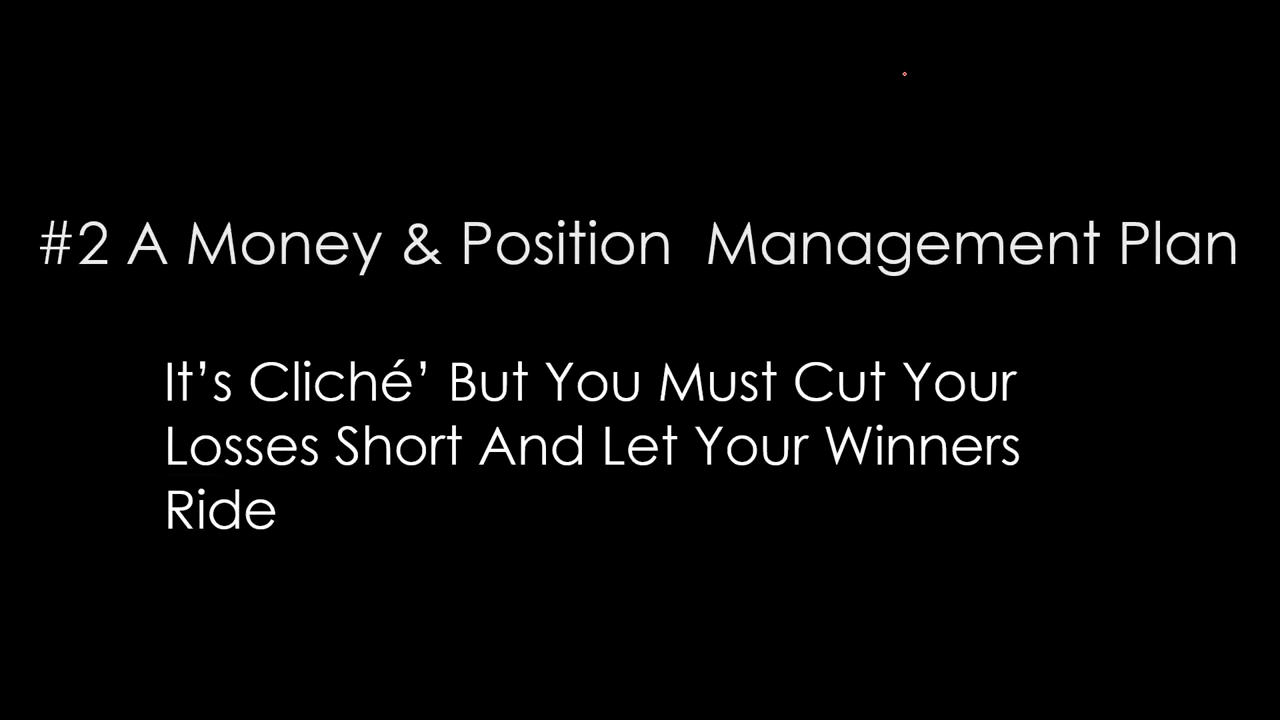 #2 A Money & Position  Management Plan
It’s Cliché’ But You Must Cut Your
Losses Short And Let Your Winners
Ride